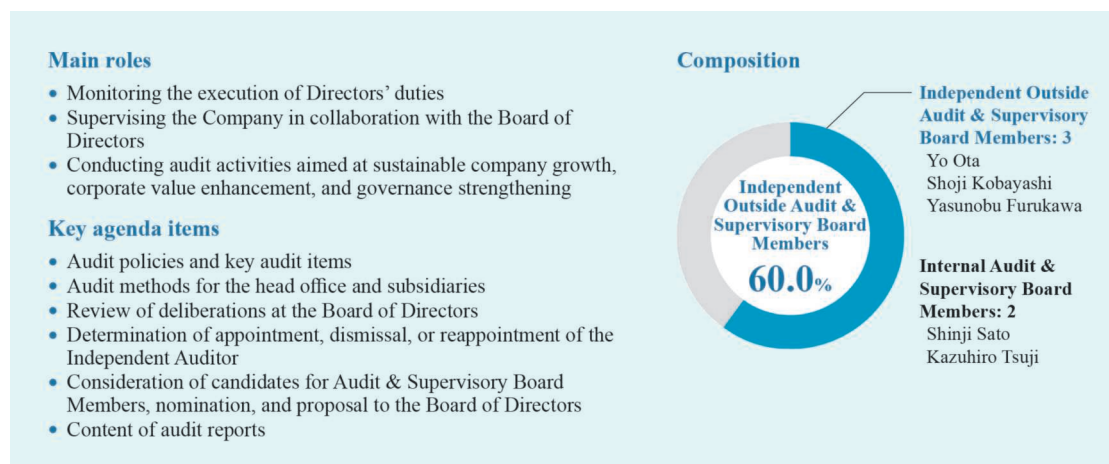 Main roles
• Monitoring the execution of Directors’ duties
• Supervising the Company in collaboration with the Board of
Directors
• Conducting audit activities aimed at sustainable company growth,
corporate value enhancement, and governance strengthening
Key agenda items
• Audit policies and key audit items
• Audit methods for the head office and subsidiaries
• Review of deliberations at the Board of Directors
• Determination of appointment, dismissal, or reappointment of the
Independent Auditor
• Consideration of candidates for Audit & Supervisory Board
Members, nomination, and proposal to the Board of Directors
• Content of audit reports
Composition
Independent
Outside Audit &
Supervisory Board
Members
60.0%
Independent Outside
Audit & Supervisory
Board Members: 3
Yo Ota
Shoji Kobayashi
Yasunobu Furukawa
Internal Audit &
Supervisory Board
Members: 2
Shinji Sato
Kazuhiro Tsuji